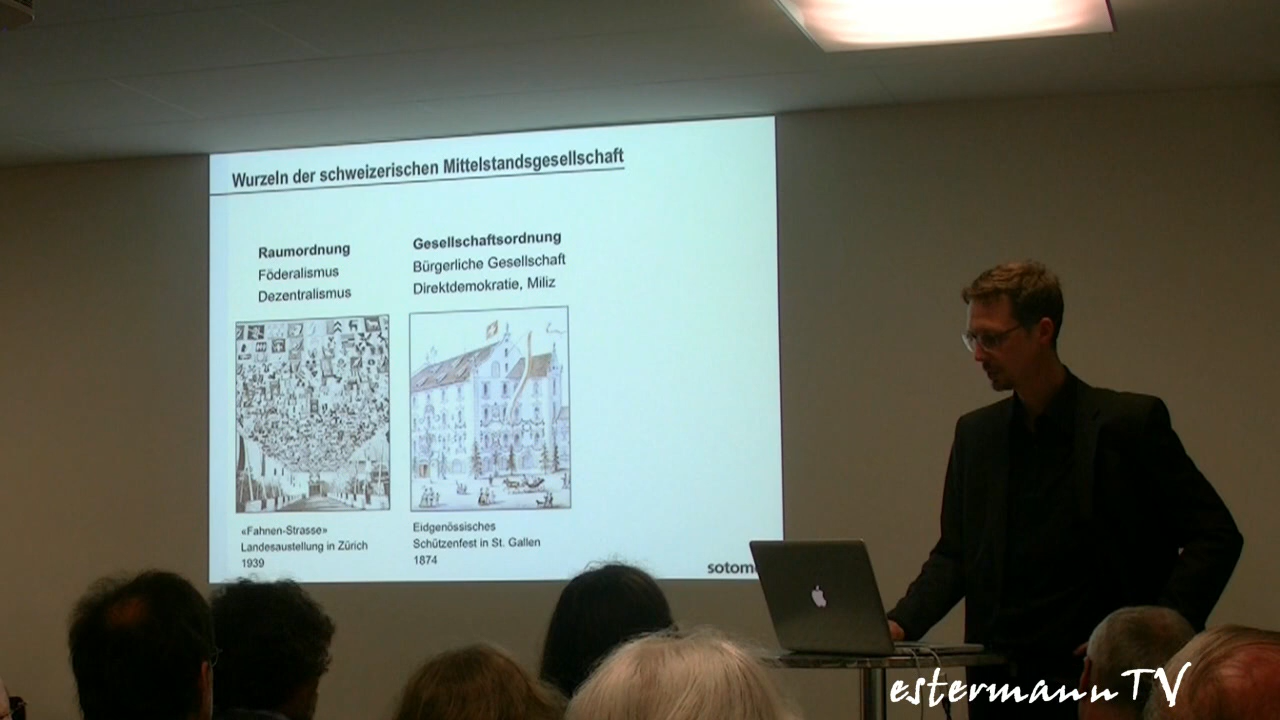 Wurzeln der schweizerischen Mittelstandsgesellschaft
Raumordnung
Föderalismus
Dezentralismus
Gesellschaftsordnung
Bürgerliche Gesellschaft
Direktdemokratie, Miliz
«Fahnen-Strasse»
Landesaustellung in Zürich
1939
Eidgenössisches
Schützenfest in St. Gallen
1874
estermannTV